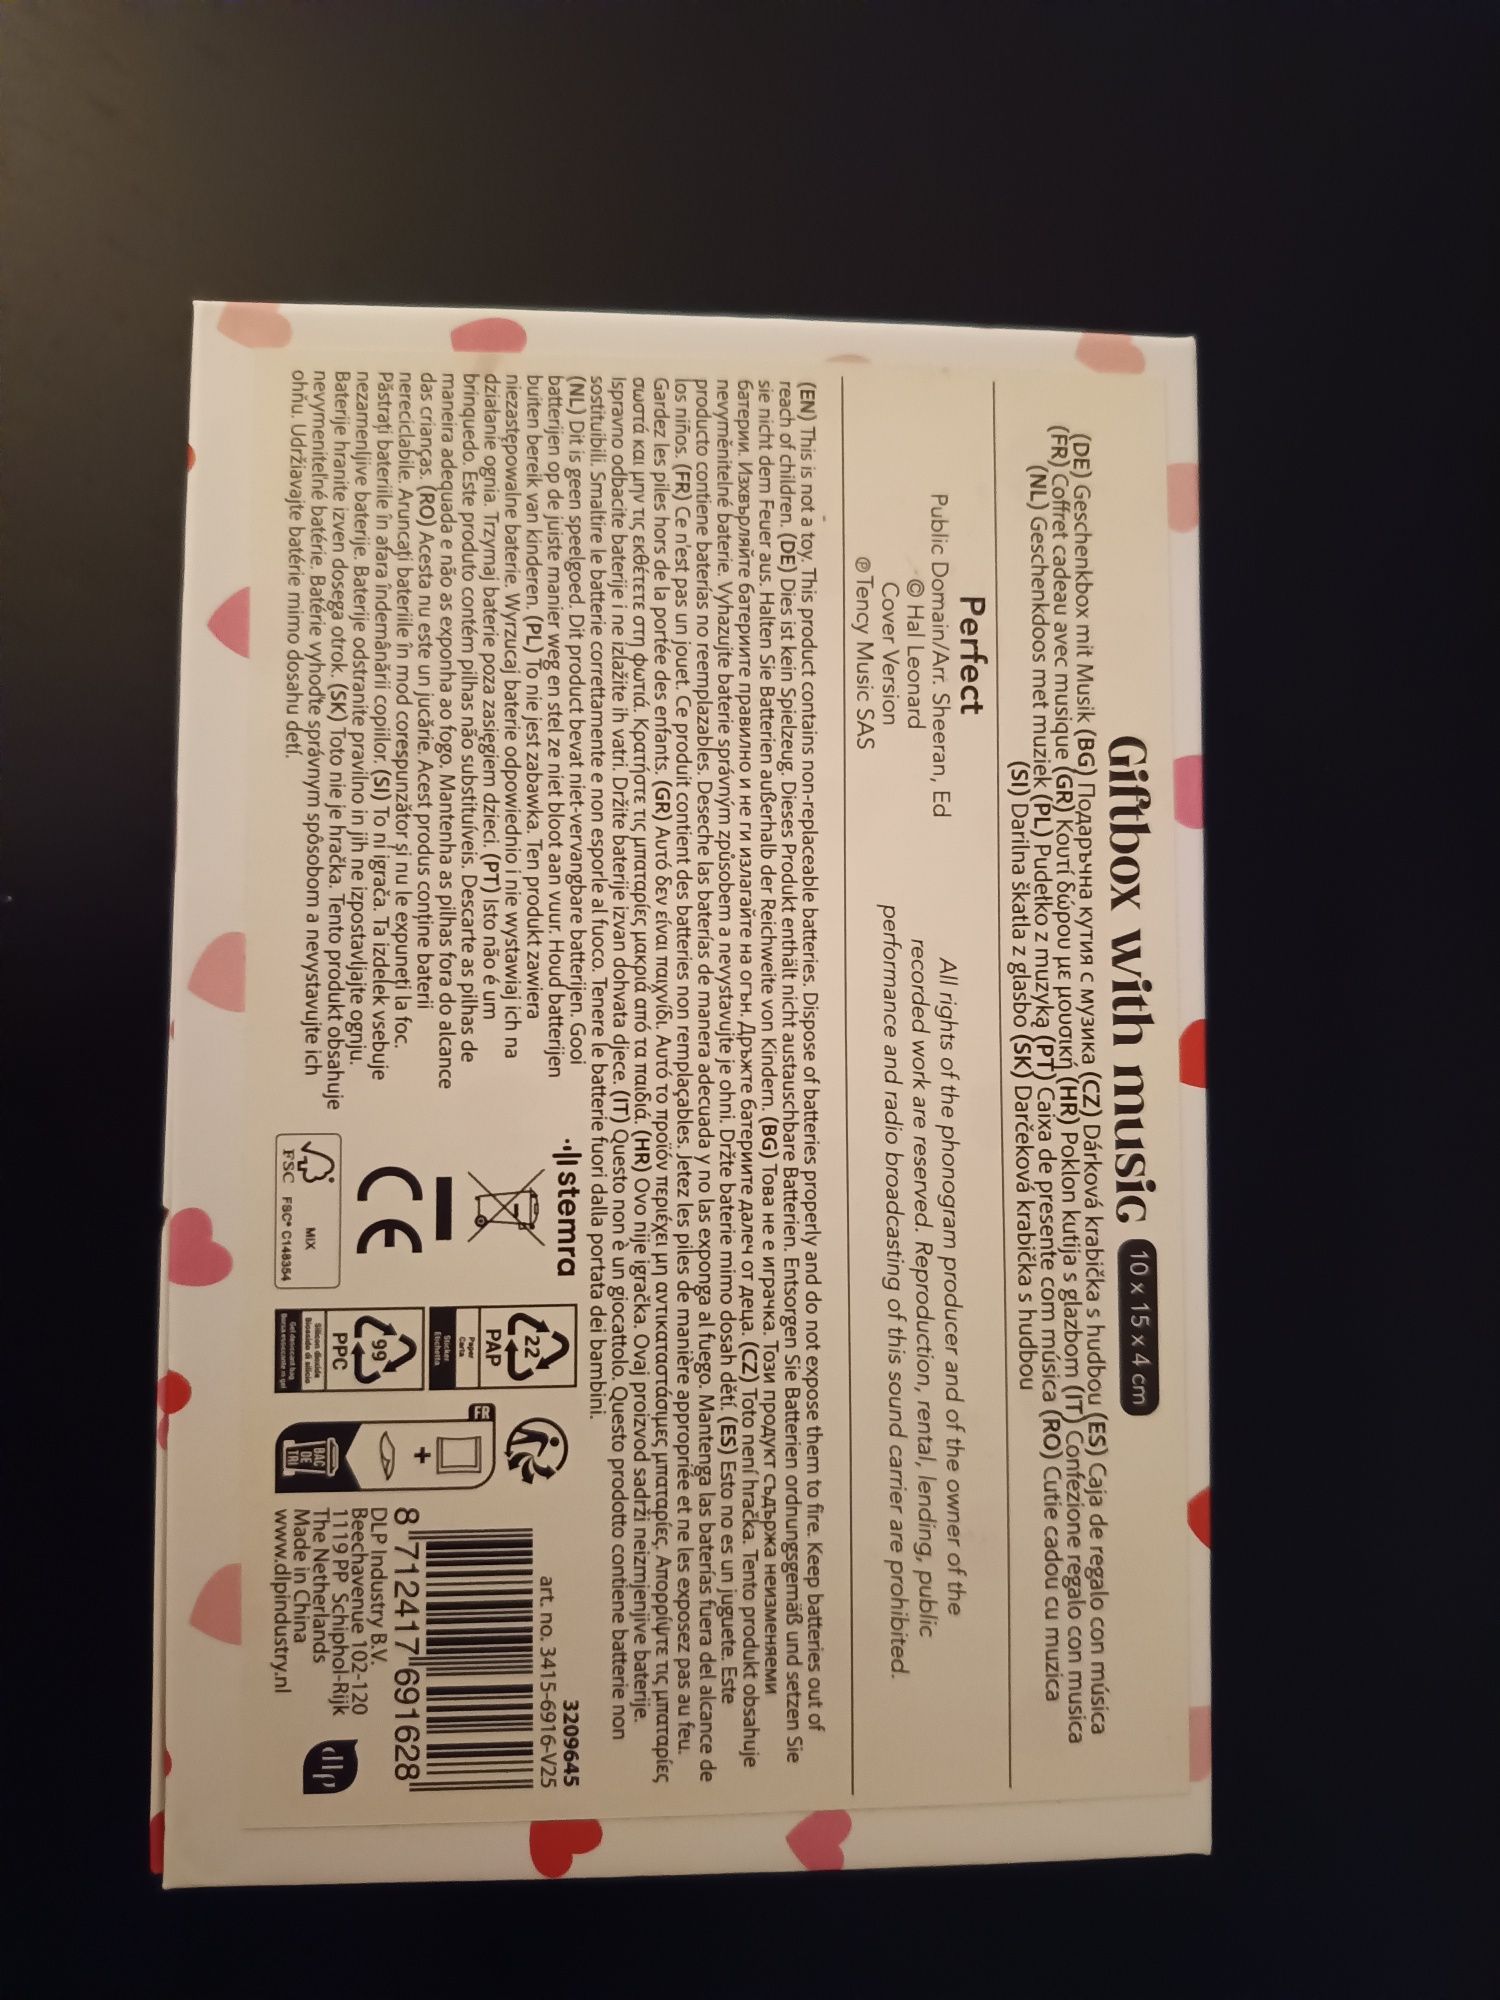 Giftbox with music 10 x 15 x 4 cm
(DE) Geschenkbox mit Musik (BG) Подаръчна кутия с музика (CZ) Dárková krabička s hudbou (ES) Caja de regalo con música
(FR) Coffret cadeau avec musique (GR) Κουτί δώρου με μουσική (HR) Poklon kutija s glazbom (IT) Confezione regalo con musica
(NL) Geschenkdoos met muziek (PL) Pudełko z muzyką (PT) Caixa de presente com música (RO) Cutie cadou cu muzica
(SI) Darilna škatla z glasbo (SK) Darčeková krabička s hudbou
Perfect
Public Domain/Arr. Sheeran, Ed
© Hal Leonard
Cover Version
℗ Tency Music SAS
All rights of the phonogram producer and of the owner of the
recorded work are reserved. Reproduction, rental, lending, public
performance and radio broadcasting of this sound carrier are prohibited.
(EN) This is not a toy. This product contains non-replaceable batteries. Dispose of batteries properly and do not expose them to fire. Keep batteries out of
reach of children. (DE) Dies ist kein Spielzeug. Dieses Produkt enthält nicht austauschbare Batterien. Entsorgen Sie Batterien ordnungsgemäß und setzen Sie
sie nicht dem Feuer aus. Halten Sie Batterien außerhalb der Reichweite von Kindern. (BG) Това не е играчка. Този продукт съдържа неизменяеми
батерии. Изхвърляйте батериите правилно и не ги излагайте на огън. Дръжте батериите далеч от деца. (CZ) Toto není hračka. Tento produkt obsahuje
nevyměnitelné baterie. Vyhazujte baterie správným způsobem a nevystavujte je ohni. Držte baterie mimo dosah dětí. (ES) Esto no es un juguete. Este
producto contiene baterías no reemplazables. Deseche las baterías de manera adecuada y no las exponga al fuego. Mantenga las baterías fuera del alcance de
los niños. (FR) Ce n'est pas un jouet. Ce produit contient des batteries non remplaçables. Jetez les piles de manière appropriée et ne les exposez pas au feu.
Gardez les piles hors de la portée des enfants. (GR) Αυτό δεν είναι παιχνίδι. Αυτό το προϊόν περιέχει μη αντικαταστάσιμες μπαταρίες. Απορρίψτε τις μπαταρίες
σωστά και μην τις εκθέτετε στη φωτιά. Κρατήστε τις μπαταρίες μακριά από τα παιδιά. (HR) Ovo nije igračka. Ovaj proizvod sadrži neizmjenjive baterije.
Ispravno odbacite baterije i ne izlažite ih vatri. Držite baterije izvan dohvata djece. (IT) Questo non è un giocattolo. Questo prodotto contiene batterie non
sostituibili. Smaltire le batterie correttamente e non esporle al fuoco. Tenere le batterie fuori dalla portata dei bambini.
(NL) Dit is geen speelgoed. Dit product bevat niet-vervangbare batterijen. Gooi
batterijen op de juiste manier weg en stel ze niet bloot aan vuur. Houd batterijen
buiten bereik van kinderen. (PL) To nie jest zabawka. Ten produkt zawiera
niezastępowalne baterie. Wyrzucaj baterie odpowiednio i nie wystawiaj ich na
działanie ognia. Trzymaj baterie poza zasięgiem dzieci. (PT) Isto não é um
brinquedo. Este produto contém pilhas não substituíveis. Descarte as pilhas de
maneira adequada e não as exponha ao fogo. Mantenha as pilhas fora do alcance
das crianças. (RO) Acesta nu este un jucărie. Acest produs conține baterii
nereciclabile. Aruncați bateriile în mod corespunzător și nu le expuneți la foc.
Păstrați bateriile în afara îndemânării copiilor. (SI) To ni igrača. Ta izdelek vsebuje
nezamenljive baterije. Baterije odstranite pravilno in jih ne izpostavljajte ognju.
Baterije hranite izven dosega otrok. (SK) Toto nie je hračka. Tento produkt obsahuje
nevymeniteľné batérie. Batérie vyhoďte správnym spôsobom a nevystavujte ich
ohňu. Udržiavajte batérie mimo dosahu detí.
stemra
CE
FSC
MIX
FSC® C148354
22
PAP
Paper
Carta
Sticker
Etichetta
99
PPC
Silicon dioxide
Biossido di silicio
Gel desiccant bag
Borsa essiccante in gel
FR
+
BAC
DE
TRI
3209645
art. no. 3415-6916-V25
8 712417 691628
DLP Industry B.V.
Beechavenue 102-120
1119 PP Schiphol-Rijk
The Netherlands
Made in China
www.dlpindustry.nl
dlp